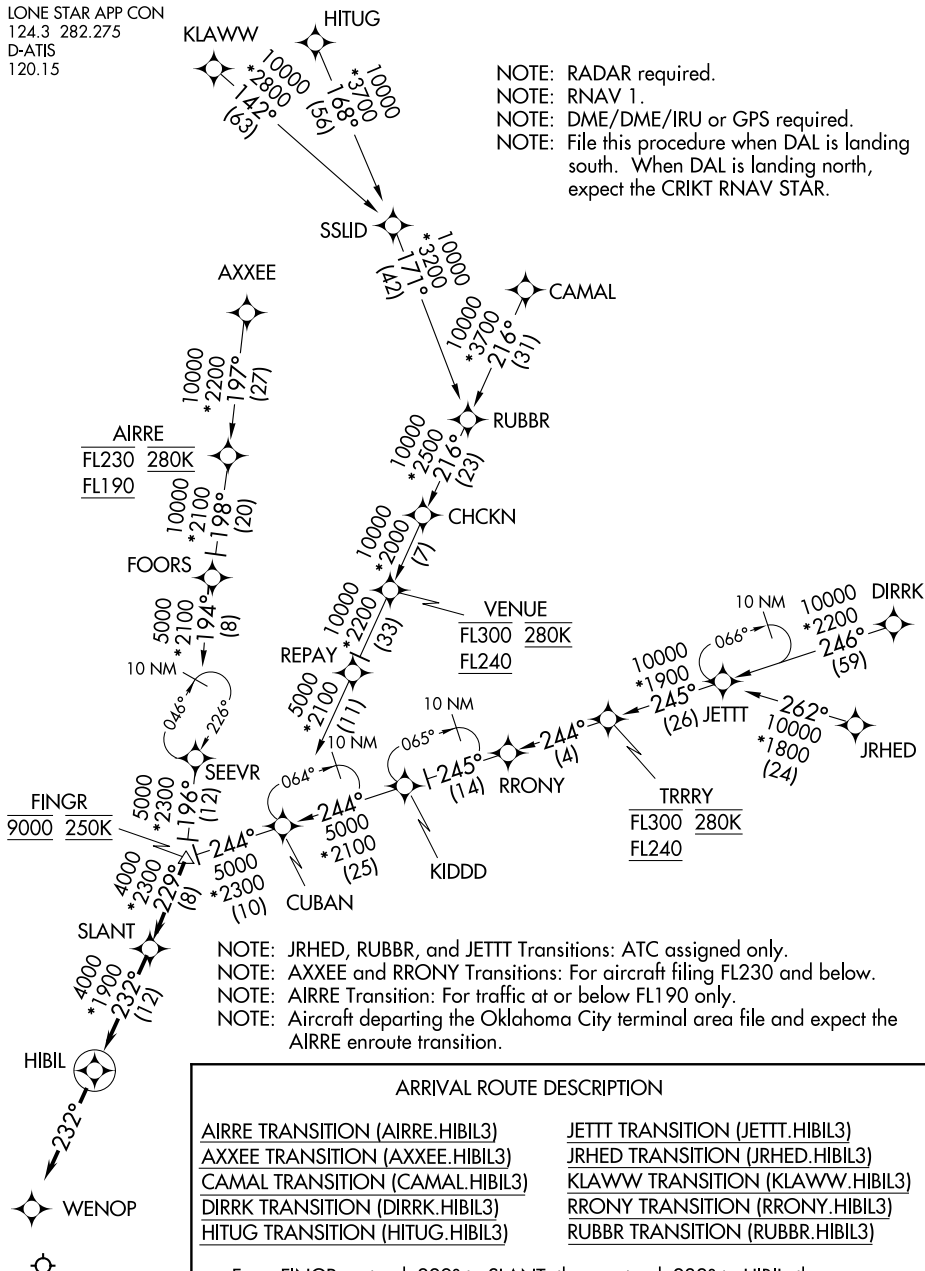 LONE STAR APP CON
124.3 282.275
D-ATIS
120.15
KLAWW
HITUG
10000
*2800
142°
(63)
10000
*3700
168°
(56)
NOTE: RADAR required.
NOTE: RNAV 1.
NOTE: DME/DME/IRU or GPS required.
NOTE: File this procedure when DAL is landing
south. When DAL is landing north,
expect the CRIKT RNAV STAR.
SSLID
10000
*3200
171°
(42)
AXXEE
CAMAL
10000
*3700
216°
(31)
10000
*2200
197°
(27)
RUBBR
AIRRE
FL230 280K
FL190
10000
*2500
216°
(23)
10000
*2100
198°
(20)
CHCKN
10000
*2000
(7)
FOORS
VENUE
FL300 280K
FL240
5000
*2100
194°
(8)
10000
*2200
(33)
REPAY
10 NM
046°
226°
5000
*2100
(11)
DIRRK
10000
*2200
246°
(59)
10 NM
066°
10000
*1900
245°
(26)
JETTT
262°
10000
*1800
(24)
JRHED
SEEVR
10 NM
064°
10 NM
065°
244°
(4)
RRONY
245°
(14)
TRRRY
FL300 280K
FL240
FINGR
9000 250K
5000
*2300
196°
(12)
244°
5000
*2300
(10)
CUBAN
244°
5000
*2100
(25)
KIDDD
4000
*2300
229°
(8)
SLANT
4000
*1900
232°
(12)
NOTE: JRHED, RUBBR, and JETTT Transitions: ATC assigned only.
NOTE: AXXEE and RRONY Transitions: For aircraft filing FL230 and below.
NOTE: AIRRE Transition: For traffic at or below FL190 only.
NOTE: Aircraft departing the Oklahoma City terminal area file and expect the
AIRRE enroute transition.
HIBIL
232°
WENOP
ARRIVAL ROUTE DESCRIPTION
AIRRE TRANSITION (AIRRE.HIBIL3)
AXXEE TRANSITION (AXXEE.HIBIL3)
CAMAL TRANSITION (CAMAL.HIBIL3)
DIRRK TRANSITION (DIRRK.HIBIL3)
HITUG TRANSITION (HITUG.HIBIL3)
JETTT TRANSITION (JETTT.HIBIL3)
JRHED TRANSITION (JRHED.HIBIL3)
KLAWW TRANSITION (KLAWW.HIBIL3)
RRONY TRANSITION (RRONY.HIBIL3)
RUBBR TRANSITION (RUBBR.HIBIL3)